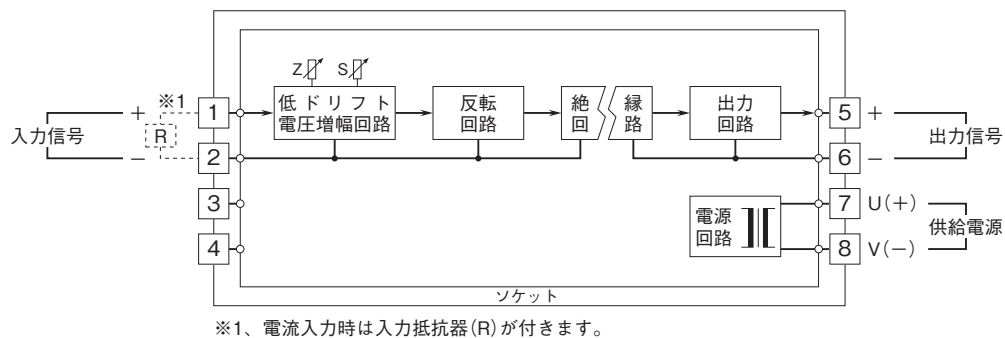 Z S
※1
低ドリフト
電圧増幅回路
反転
回路
絶縁
回路
出力
回路
1
2
3
4
+
R
−
入力信号
5
6
7
8
+
−
出力信号
U(+)
V(−)
供給電源
電源
回路
ソケット
※1、電流入力時は入力抵抗器(R)が付きます。